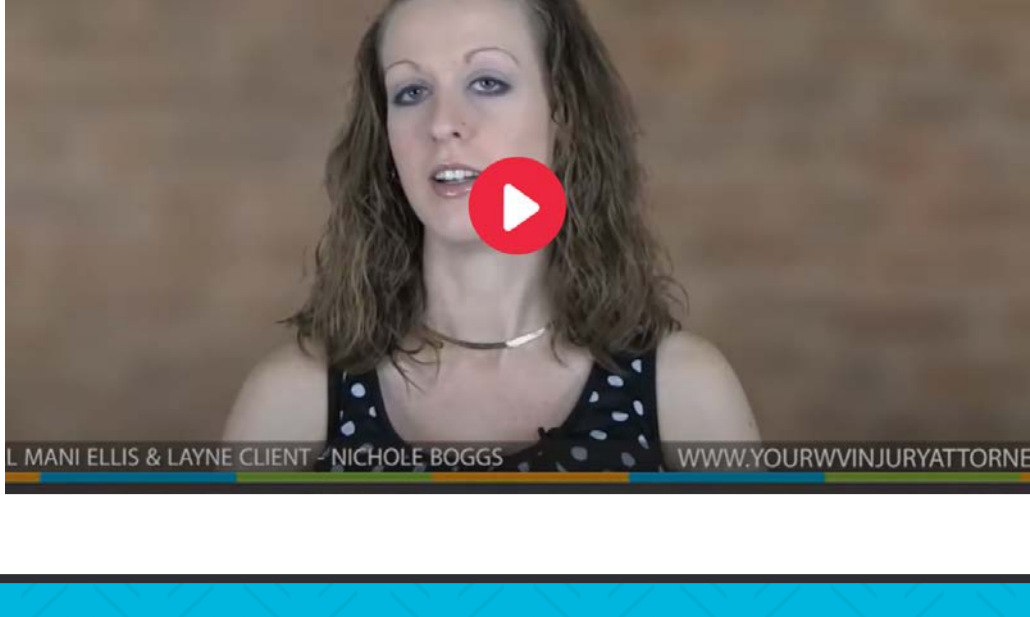 L MANI ELLIS & LAYNE CLIENT - NICHOLE BOGGS
WWW.YOURWVINJURYATTORNE